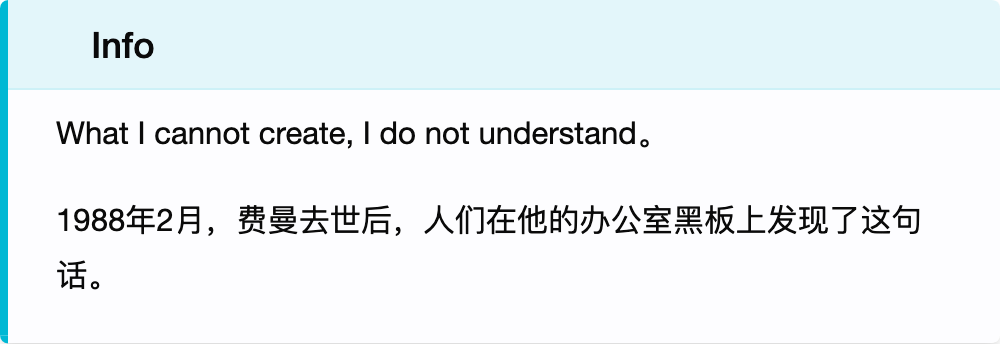 Info
What I cannot create, I do not understand。
1988年2月，费曼去世后，人们在他的办公室黑板上发现了这句
话。